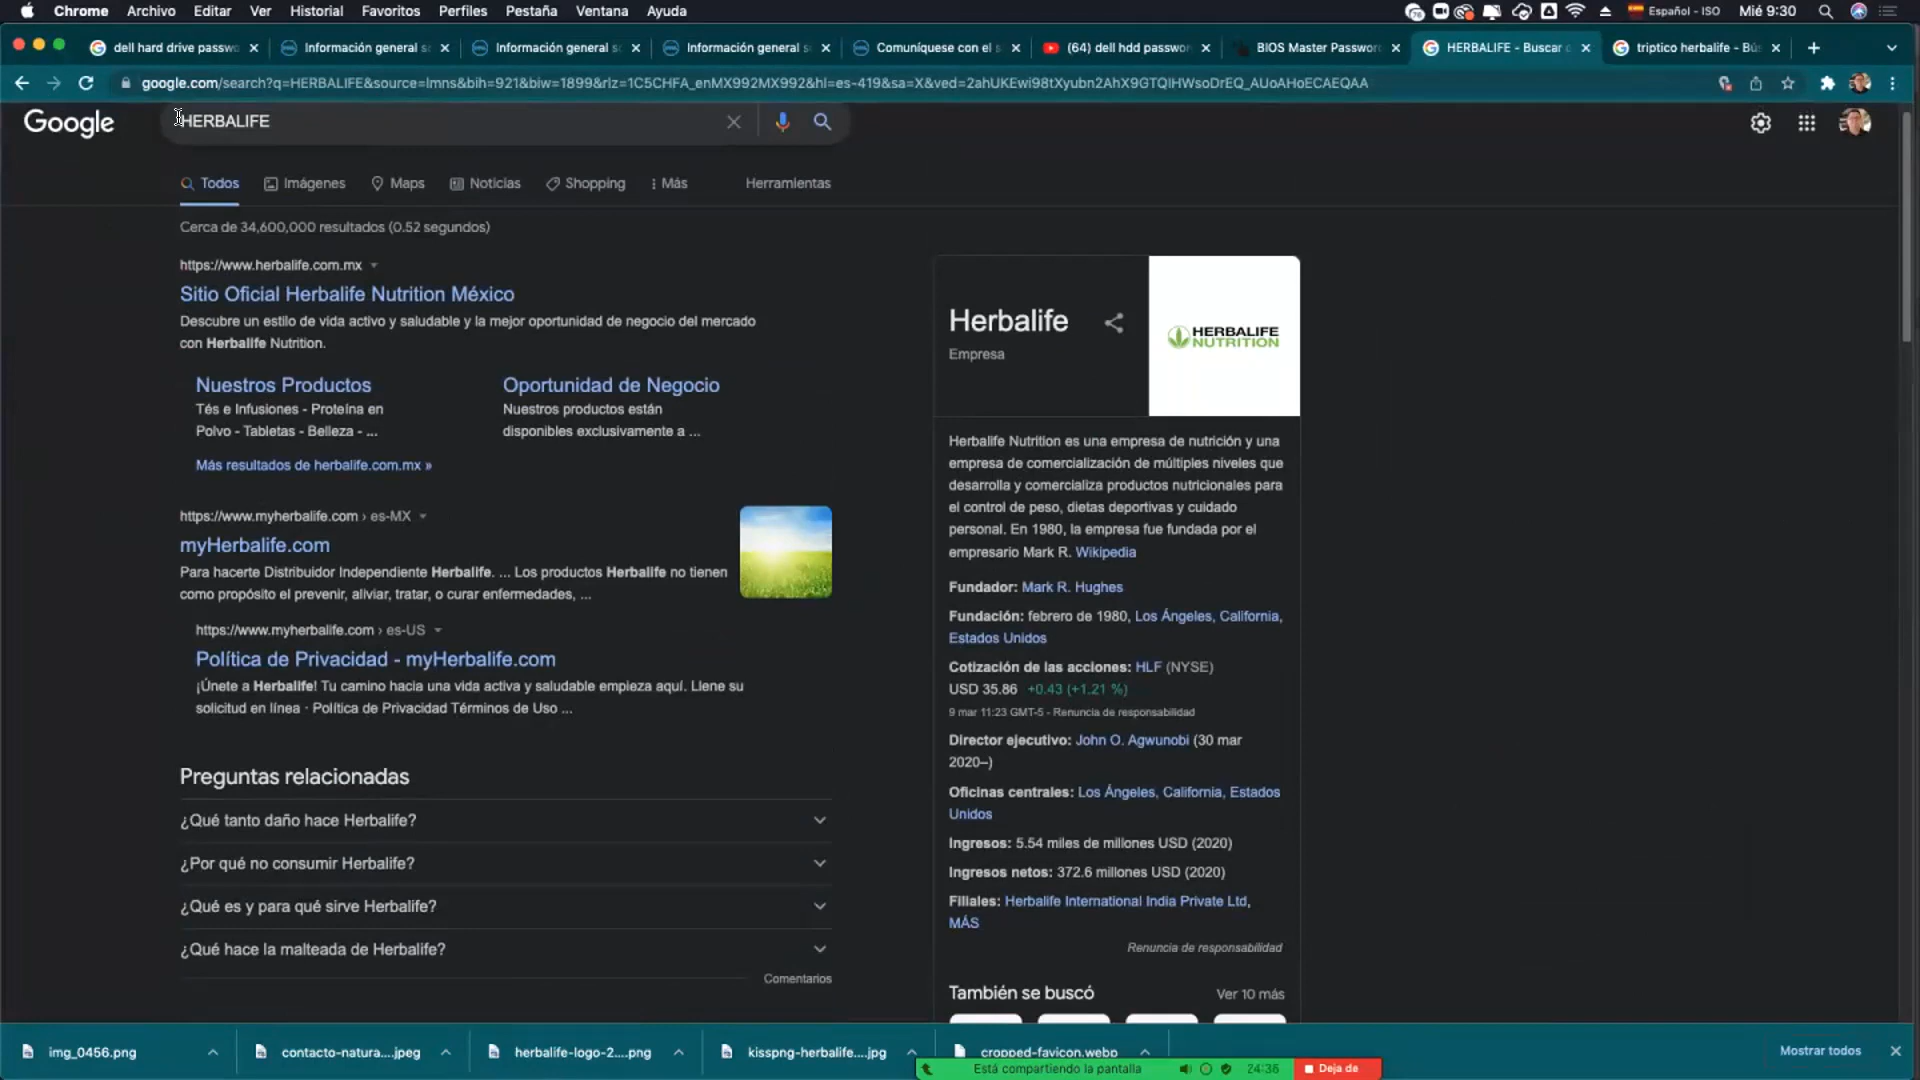 Chrome Archivo Editar Ver Historial Favoritos Perfiles Pestaña Ventana Ayuda
Español - ISO Mié 9:30
dell hard drive passwo
Información general s
Información general s
Información general s
Comuníquese con el s
(64) dell hdd passwor
BIOS Master Passwor
HERBALIFE - Buscar
triptico herbalife - Bú
google.com/search?q=HERBALIFE&source=lmns&bih=921&biw=1899&rlz=1C5CHFA_enMX992MX992&hl=es-419&sa=X&ved=2ahUKEwi98tXyubn2AhX9GTQIHWsoDrEQ_AUoAHoECAEQAA
Google
HERBALIFE
Todos Imágenes Maps Noticias Shopping Más Herramientas
Cerca de 34,600,000 resultados (0.52 segundos)
https://www.herbalife.com.mx
Sitio Oficial Herbalife Nutrition México
Descubre un estilo de vida activo y saludable y la mejor oportunidad de negocio del mercado
con Herbalife Nutrition.
Nuestros Productos
Tés e Infusiones - Proteína en
Polvo - Tabletas - Belleza - ...
Oportunidad de Negocio
Nuestros productos están
disponibles exclusivamente a ...
Más resultados de herbalife.com.mx »
https://www.myherbalife.com › es-MX
myHerbalife.com
Para hacerte Distribuidor Independiente Herbalife. ... Los productos Herbalife no tienen
como propósito el prevenir, aliviar, tratar, o curar enfermedades, ...
https://www.myherbalife.com › es-US
Política de Privacidad - myHerbalife.com
¡Únete a Herbalife! Tu camino hacia una vida activa y saludable empieza aquí. Llene su
solicitud en línea · Política de Privacidad Términos de Uso ...
Preguntas relacionadas
¿Qué tanto daño hace Herbalife?
¿Por qué no consumir Herbalife?
¿Qué es y para qué sirve Herbalife?
¿Qué hace la malteada de Herbalife?
Comentarios
Herbalife
Empresa
HERBALIFE
NUTRITION
Herbalife Nutrition es una empresa de nutrición y una
empresa de comercialización de múltiples niveles que
desarrolla y comercializa productos nutricionales para
el control de peso, dietas deportivas y cuidado
personal. En 1980, la empresa fue fundada por el
empresario Mark R. Wikipedia
Fundador: Mark R. Hughes
Fundación: febrero de 1980, Los Ángeles, California,
Estados Unidos
Cotización de las acciones: HLF (NYSE)
USD 35.86 +0.43 (+1.21 %)
9 mar 11:23 GMT-5 - Renuncia de responsabilidad
Director ejecutivo: John O. Agwunobi (30 mar
2020–)
Oficinas centrales: Los Ángeles, California, Estados
Unidos
Ingresos: 5.54 miles de millones USD (2020)
Ingresos netos: 372.6 millones USD (2020)
Filiales: Herbalife International India Private Ltd,
MÁS
Renuncia de responsabilidad
También se buscó Ver 10 más
img_0456.png
contacto-natura....jpeg
herbalife-logo-2....png
kisspng-herbalife....jpg
cropped-favicon.webp
Mostrar todos
Está compartiendo la pantalla 24:36 Deja de